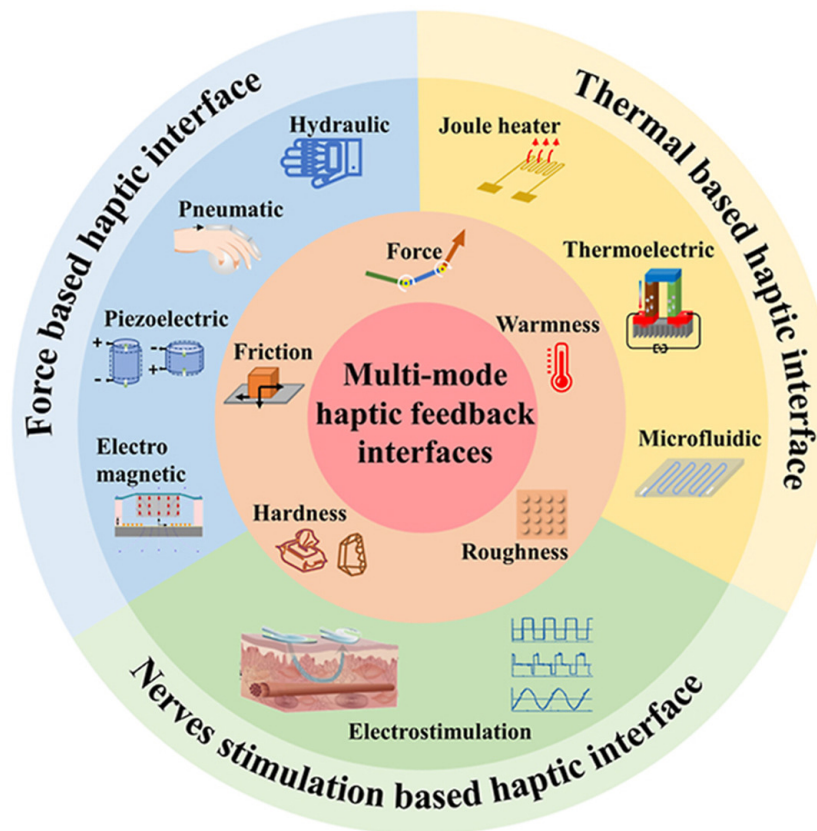 Force based haptic interface
Thermal based haptic interface
Nerves stimulation based haptic interface
Hydraulic
Pneumatic
Piezoelectric
+
-
-
+
Electro
magnetic
Joule heater
Thermoelectric
Microfluidic
Electrostimulation
Force
Warmness
Friction
Hardness
Roughness
Multi-mode
haptic feedback
interfaces